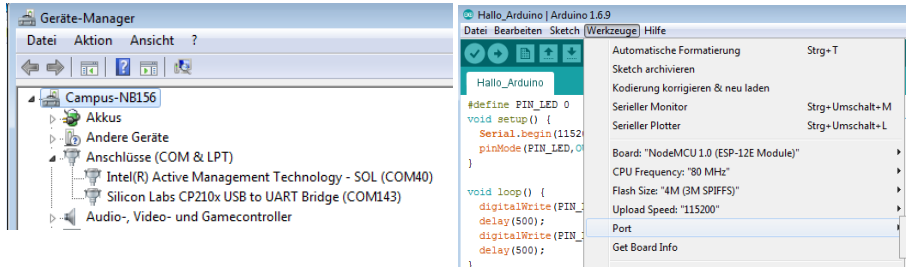 Geräte-Manager
Datei Aktion Ansicht ?
Campus-NB156
Akkus
Andere Geräte
Anschlüsse (COM & LPT)
Intel(R) Active Management Technology - SOL (COM40)
Silicon Labs CP210x USB to UART Bridge (COM143)
Audio-, Video- und Gamecontroller
Hallo_Arduino | Arduino 1.6.9
Datei Bearbeiten Sketch Werkzeuge Hilfe
Hallo_Arduino
#define PIN_LED 0
void setup() {
Serial.begin(1152
pinMode(PIN_LED,OU
}
void loop() {
digitalWrite(PIN_
delay(500);
digitalWrite(PIN_
delay(500);
}
Automatische Formatierung Strg+T
Sketch archivieren
Kodierung korrigieren & neu laden
Serieller Monitor Strg+Umschalt+M
Serieller Plotter Strg+Umschalt+L
Board: "NodeMCU 1.0 (ESP-12E Module)"
CPU Frequency: "80 MHz"
Flash Size: "4M (3M SPIFFS)"
Upload Speed: "115200"
Port
Get Board Info